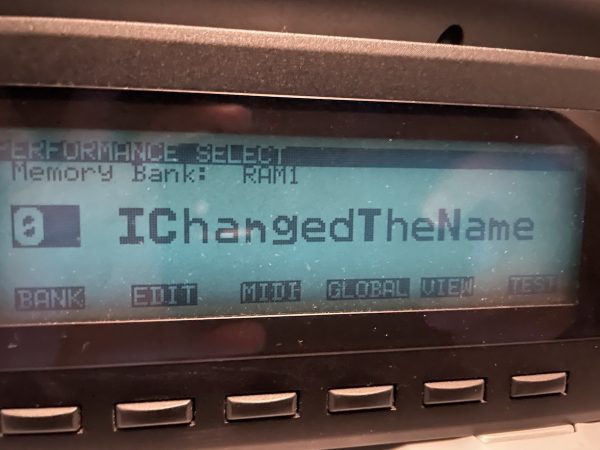 PERFORMANCE SELECT
Memory Bank: RAM1
0 IChangedTheName
BANK EDIT MIDI GLOBAL VIEW TEST